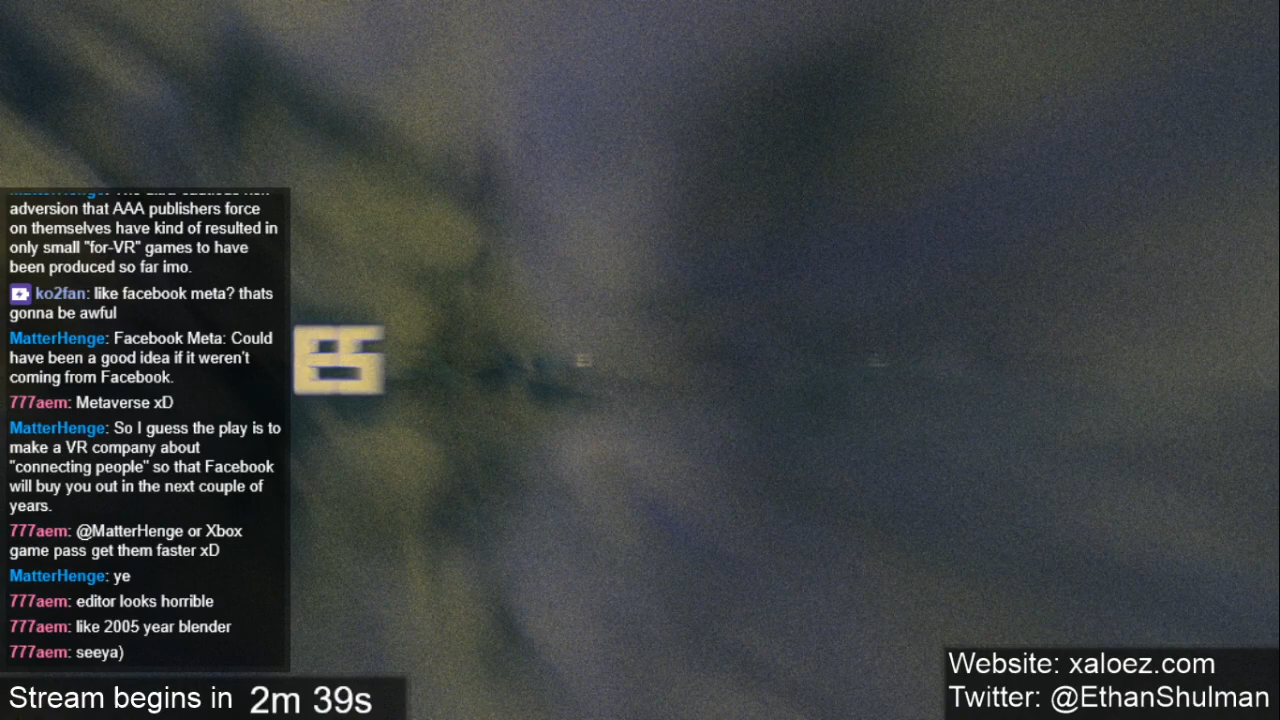 adversion that AAA publishers force
on themselves have kind of resulted in
only small "for-VR" games to have
been produced so far imo.
ko2fan: like facebook meta? thats
gonna be awful
MatterHenge: Facebook Meta: Could
have been a good idea if it weren't
coming from Facebook.
777aem: Metaverse xD
MatterHenge: So I guess the play is to
make a VR company about
"connecting people" so that Facebook
will buy you out in the next couple of
years.
777aem: @MatterHenge or Xbox
game pass get them faster xD
MatterHenge: ye
777aem: editor looks horrible
777aem: like 2005 year blender
777aem: seeya)
Stream begins in 2m 39s
Website: xaloez.com
Twitter: @EthanShulman